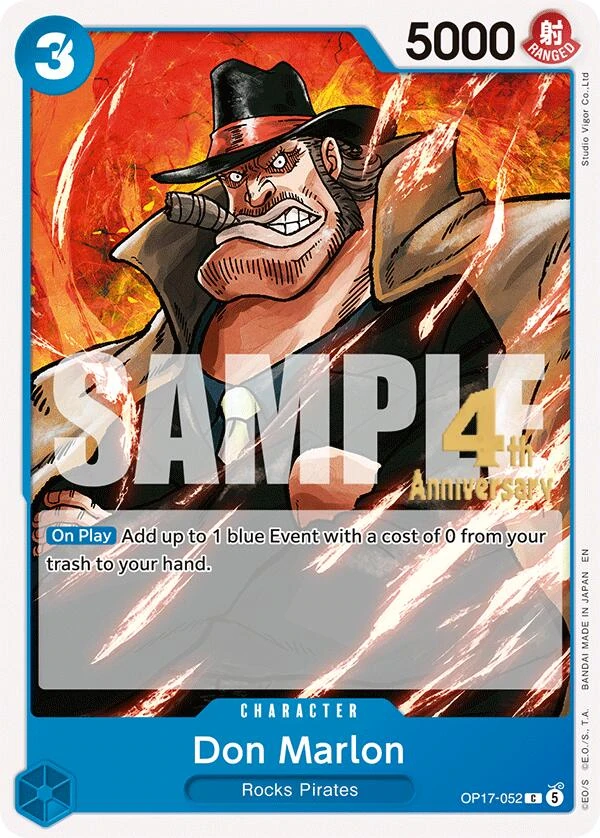 3
5000
射
RANGED
Studio Vigor Co.,Ltd
SAMPLE
4th
Anniversary
On Play Add up to 1 blue Event with a cost of 0 from your
trash to your hand.
CHARACTER
Don Marlon
Rocks Pirates
OP17-052 C 5
©EO/S ©E.O./S., T.A. BANDAI MADE IN JAPAN EN